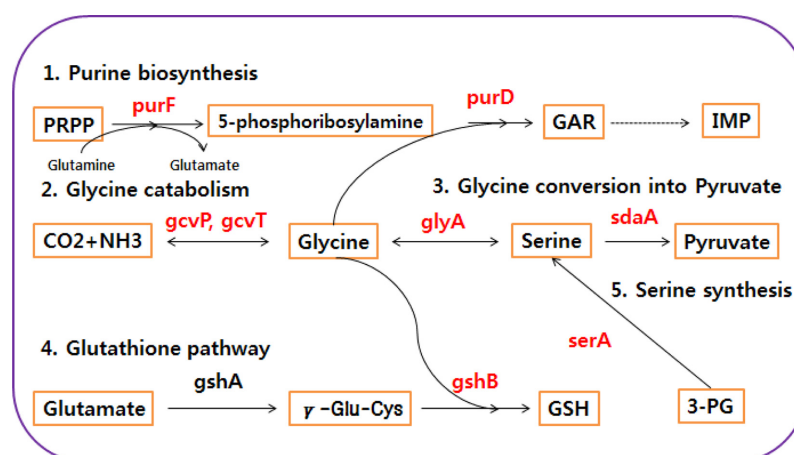 1. Purine biosynthesis
purF
purD
PRPP
5-phosphoribosylamine
GAR
IMP
Glutamine
Glutamate
2. Glycine catabolism
3. Glycine conversion into Pyruvate
gcvP, gcvT
glyA
sdaA
CO2+NH3
Glycine
Serine
Pyruvate
5. Serine synthesis
serA
4. Glutathione pathway
gshA
gshB
Glutamate
γ-Glu-Cys
GSH
3-PG